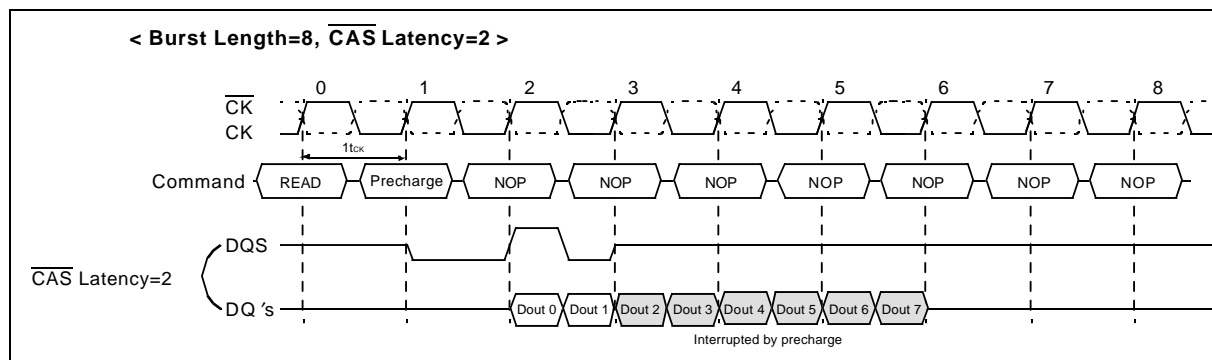 < Burst Length=8, CAS Latency=2 >
0 1 2 3 4 5 6 7 8
CK
CK
1tCK
Command READ Precharge NOP NOP NOP NOP NOP NOP NOP
DQS
CAS Latency=2
DQ 's Dout 0 Dout 1 Dout 2 Dout 3 Dout 4 Dout 5 Dout 6 Dout 7
Interrupted by precharge